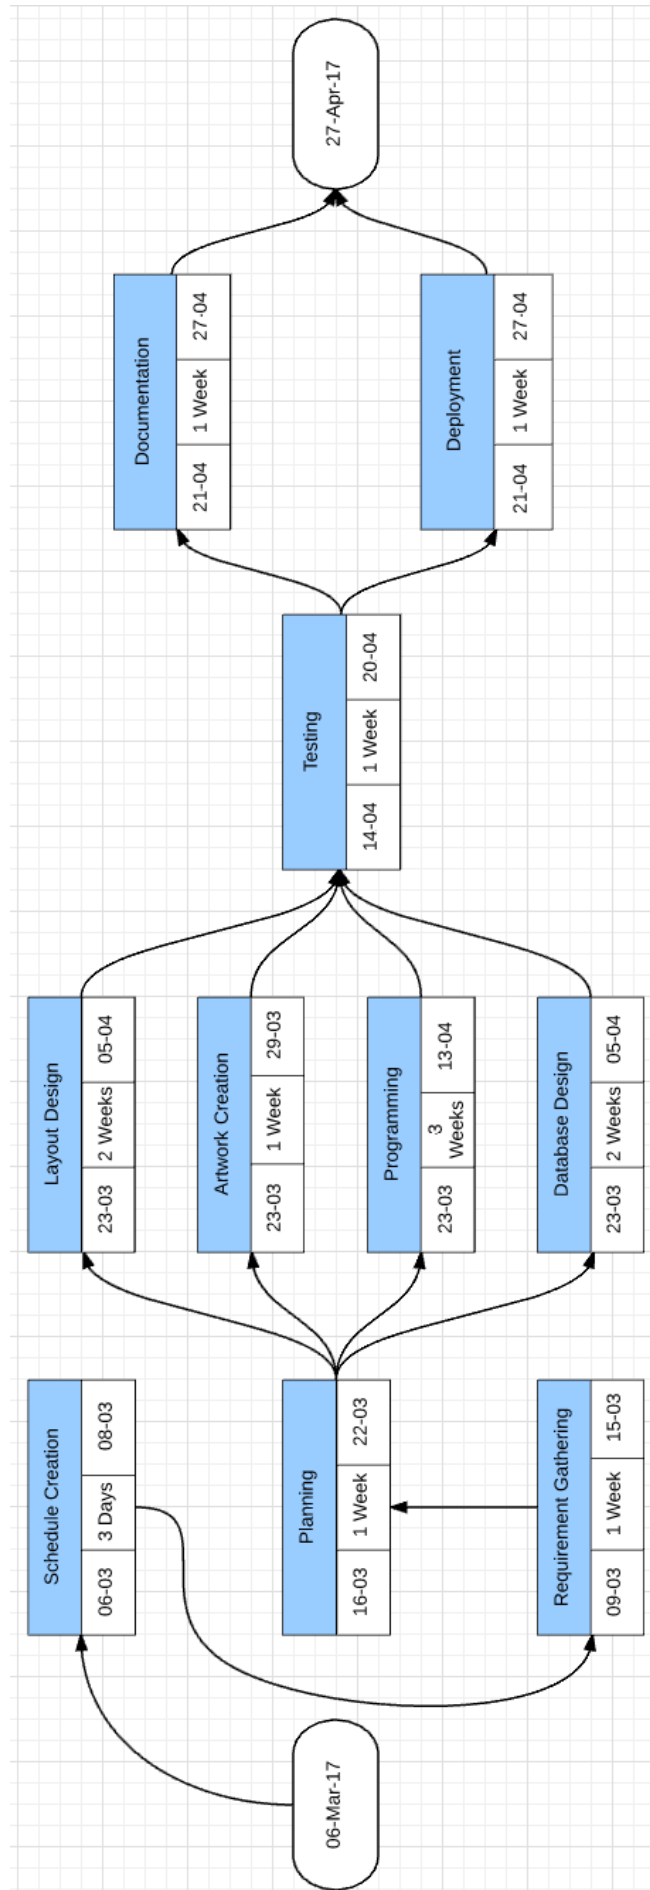 06-Mar-17
Schedule Creation
06-03
3 Days
08-03
Planning
16-03
1 Week
22-03
Requirement Gathering
09-03
1 Week
15-03
Layout Design
23-03
2 Weeks
05-04
Artwork Creation
23-03
1 Week
29-03
Programming
23-03
3
Weeks
13-04
Database Design
23-03
2 Weeks
05-04
Testing
14-04
1 Week
20-04
Documentation
21-04
1 Week
27-04
Deployment
21-04
1 Week
27-04
27-Apr-17